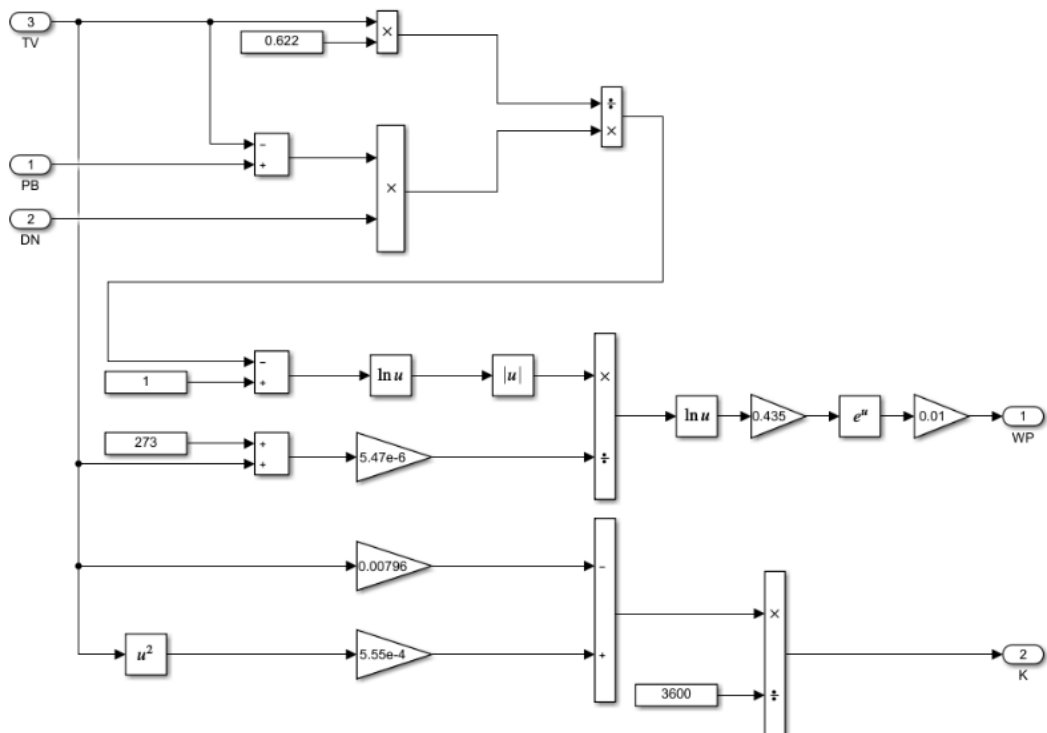 3
TV
×
0.622
÷
×
−
+
1
PB
×
2
DN
−
+
1
ln u
|u|
×
ln u
0.435
e^u
0.01
1
WP
273
+
+
5.47e-6
÷
0.00796
−
×
u²
5.55e-4
+
2
K
3600
÷